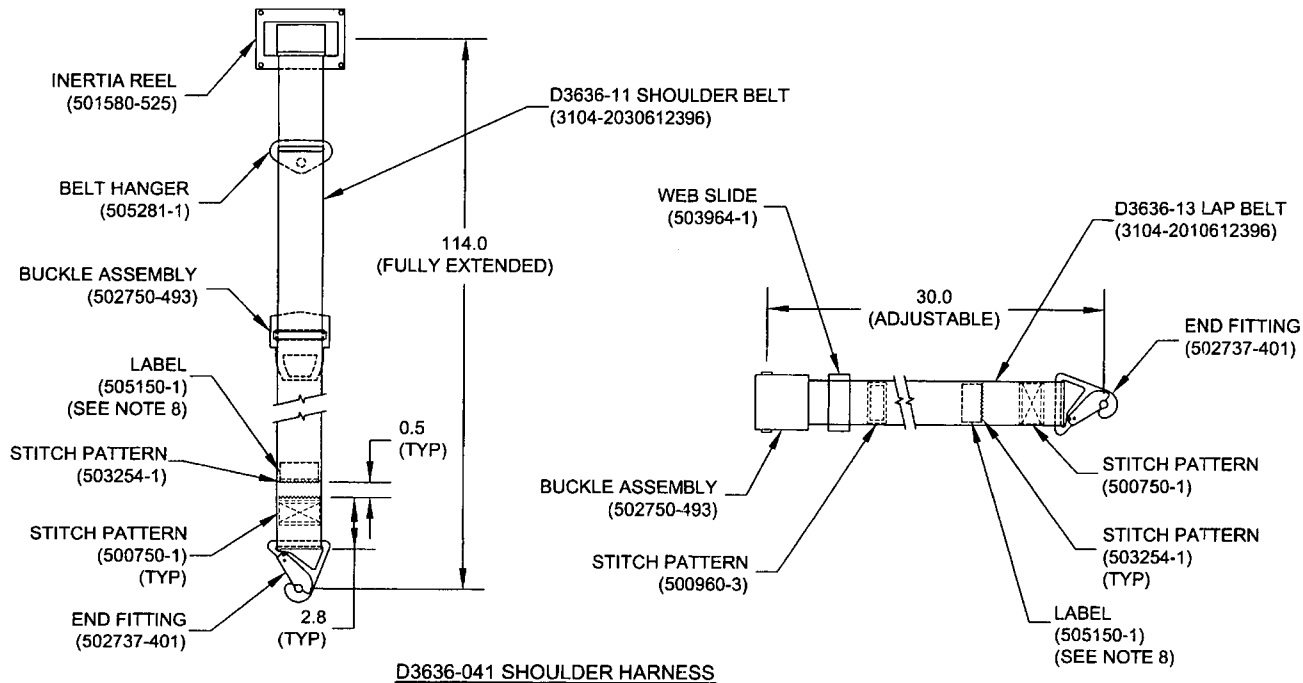 INERTIA REEL
(501580-525)
D3636-11 SHOULDER BELT
(3104-2030612396)
BELT HANGER
(505281-1)
114.0
(FULLY EXTENDED)
BUCKLE ASSEMBLY
(502750-493)
LABEL
(505150-1)
(SEE NOTE 8)
0.5
(TYP)
STITCH PATTERN
(503254-1)
STITCH PATTERN
(500750-1)
(TYP)
END FITTING
(502737-401)
2.8
(TYP)
WEB SLIDE
(503964-1)
D3636-13 LAP BELT
(3104-2010612396)
30.0
(ADJUSTABLE)
END FITTING
(502737-401)
BUCKLE ASSEMBLY
(502750-493)
STITCH PATTERN
(500960-3)
STITCH PATTERN
(500750-1)
STITCH PATTERN
(503254-1)
(TYP)
LABEL
(505150-1)
(SEE NOTE 8)
D3636-041 SHOULDER HARNESS